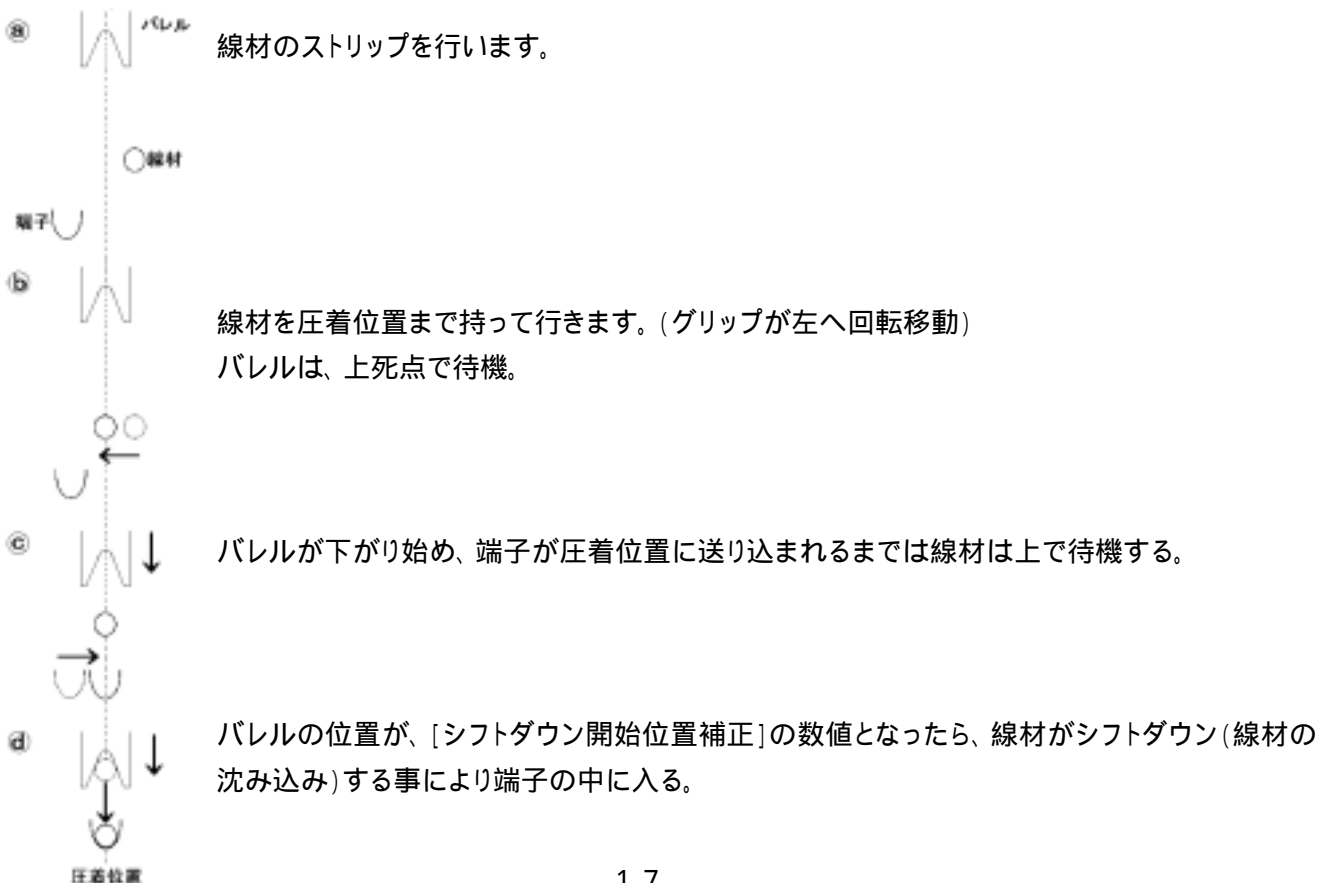 ⓐ
バレル
線材のストリップを行います。
線材
端子
ⓑ
線材を圧着位置まで持って行きます。(グリップが左へ回転移動)
バレルは、上死点で待機。
ⓒ
バレルが下がり始め、端子が圧着位置に送り込まれるまでは線材は上で待機する。
ⓓ
バレルの位置が、[シフトダウン開始位置補正]の数値となったら、線材がシフトダウン(線材の
沈み込み)する事により端子の中に入る。
圧着位置
1 7